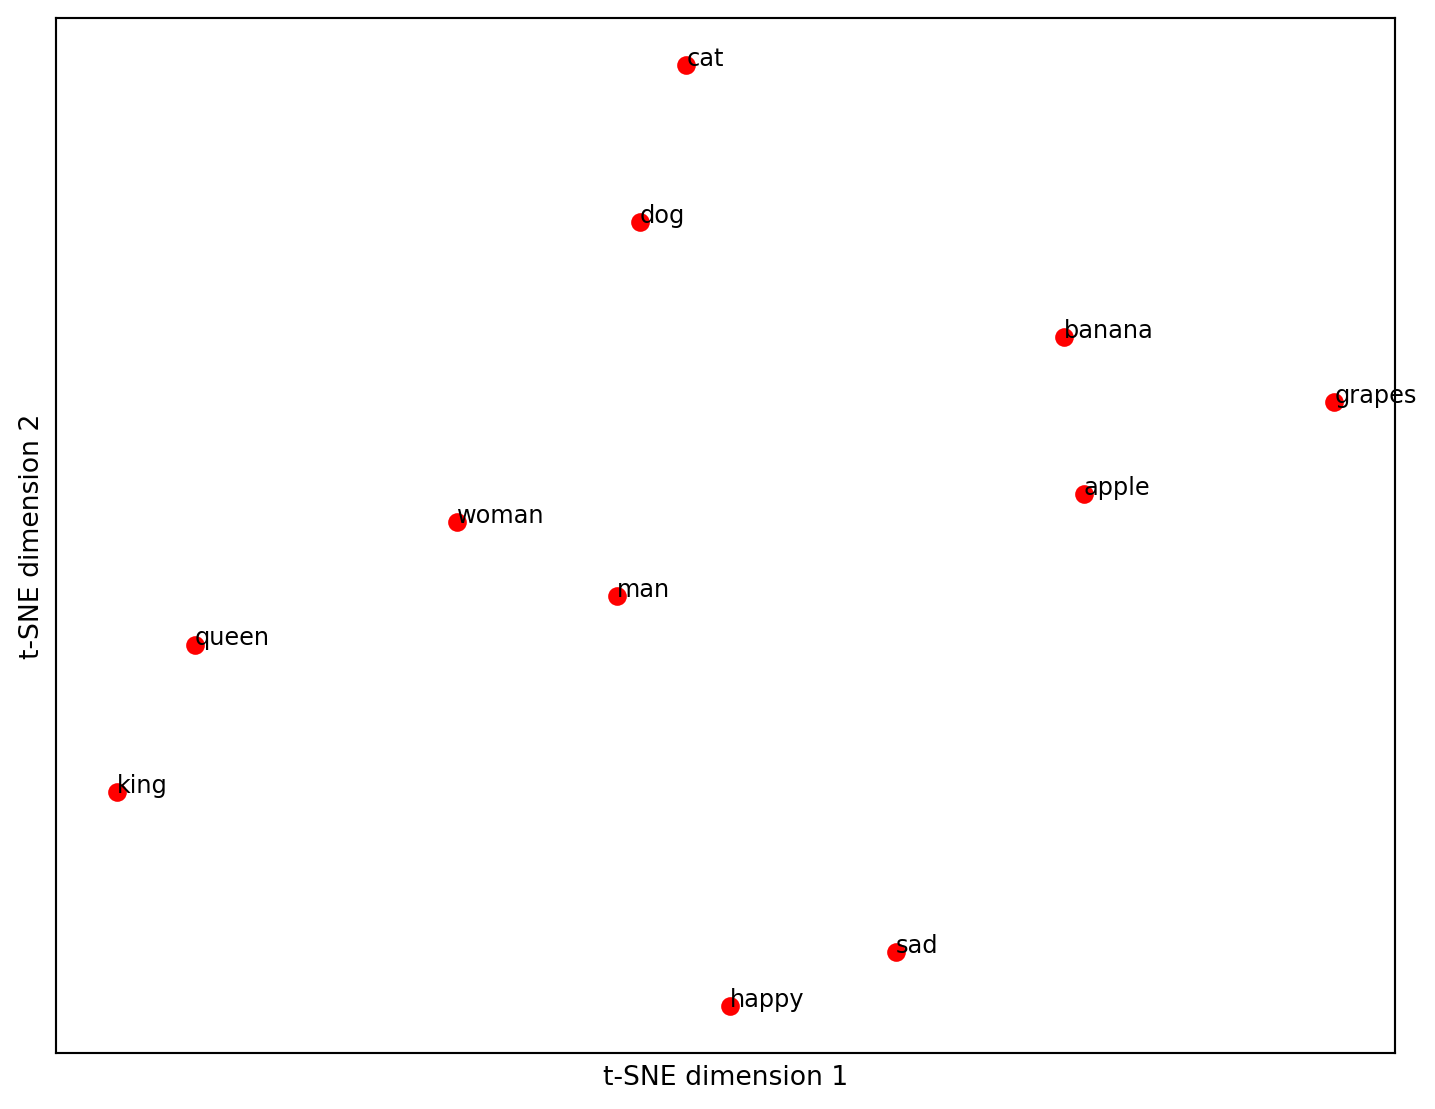 cat
dog
banana
grapes
apple
woman
man
queen
king
sad
happy
t-SNE dimension 1
t-SNE dimension 2